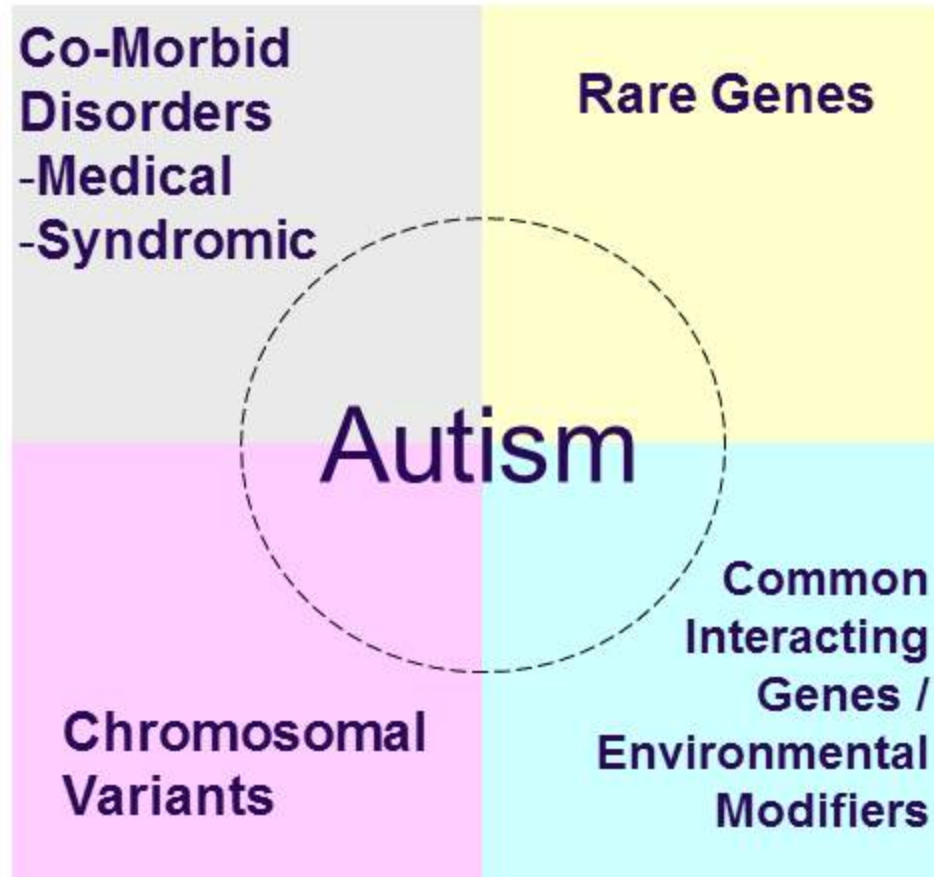 Co-Morbid
Disorders
-Medical
-Syndromic
Rare Genes
Autism
Chromosomal
Variants
Common
Interacting
Genes /
Environmental
Modifiers